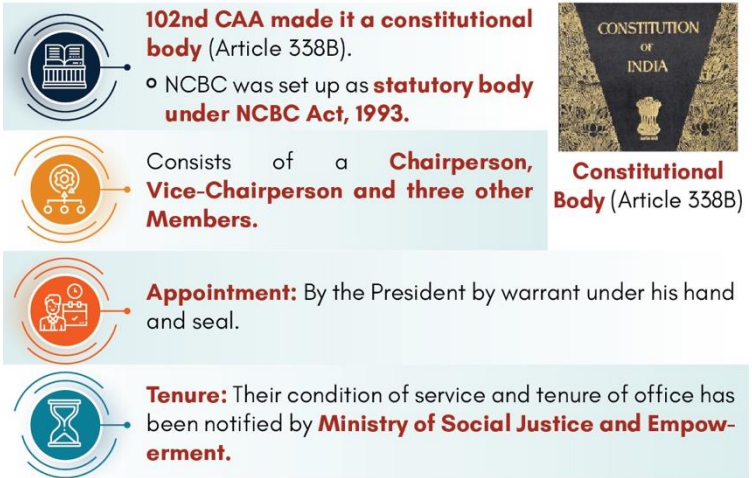 102nd CAA made it a constitutional
body (Article 338B).
NCBC was set up as statutory body
under NCBC Act, 1993.
CONSTITUTION
OF
INDIA
Constitutional
Body (Article 338B)
Consists of a Chairperson,
Vice-Chairperson and three other
Members.
Appointment: By the President by warrant under his hand
and seal.
Tenure: Their condition of service and tenure of office has
been notified by Ministry of Social Justice and Empow-
erment.